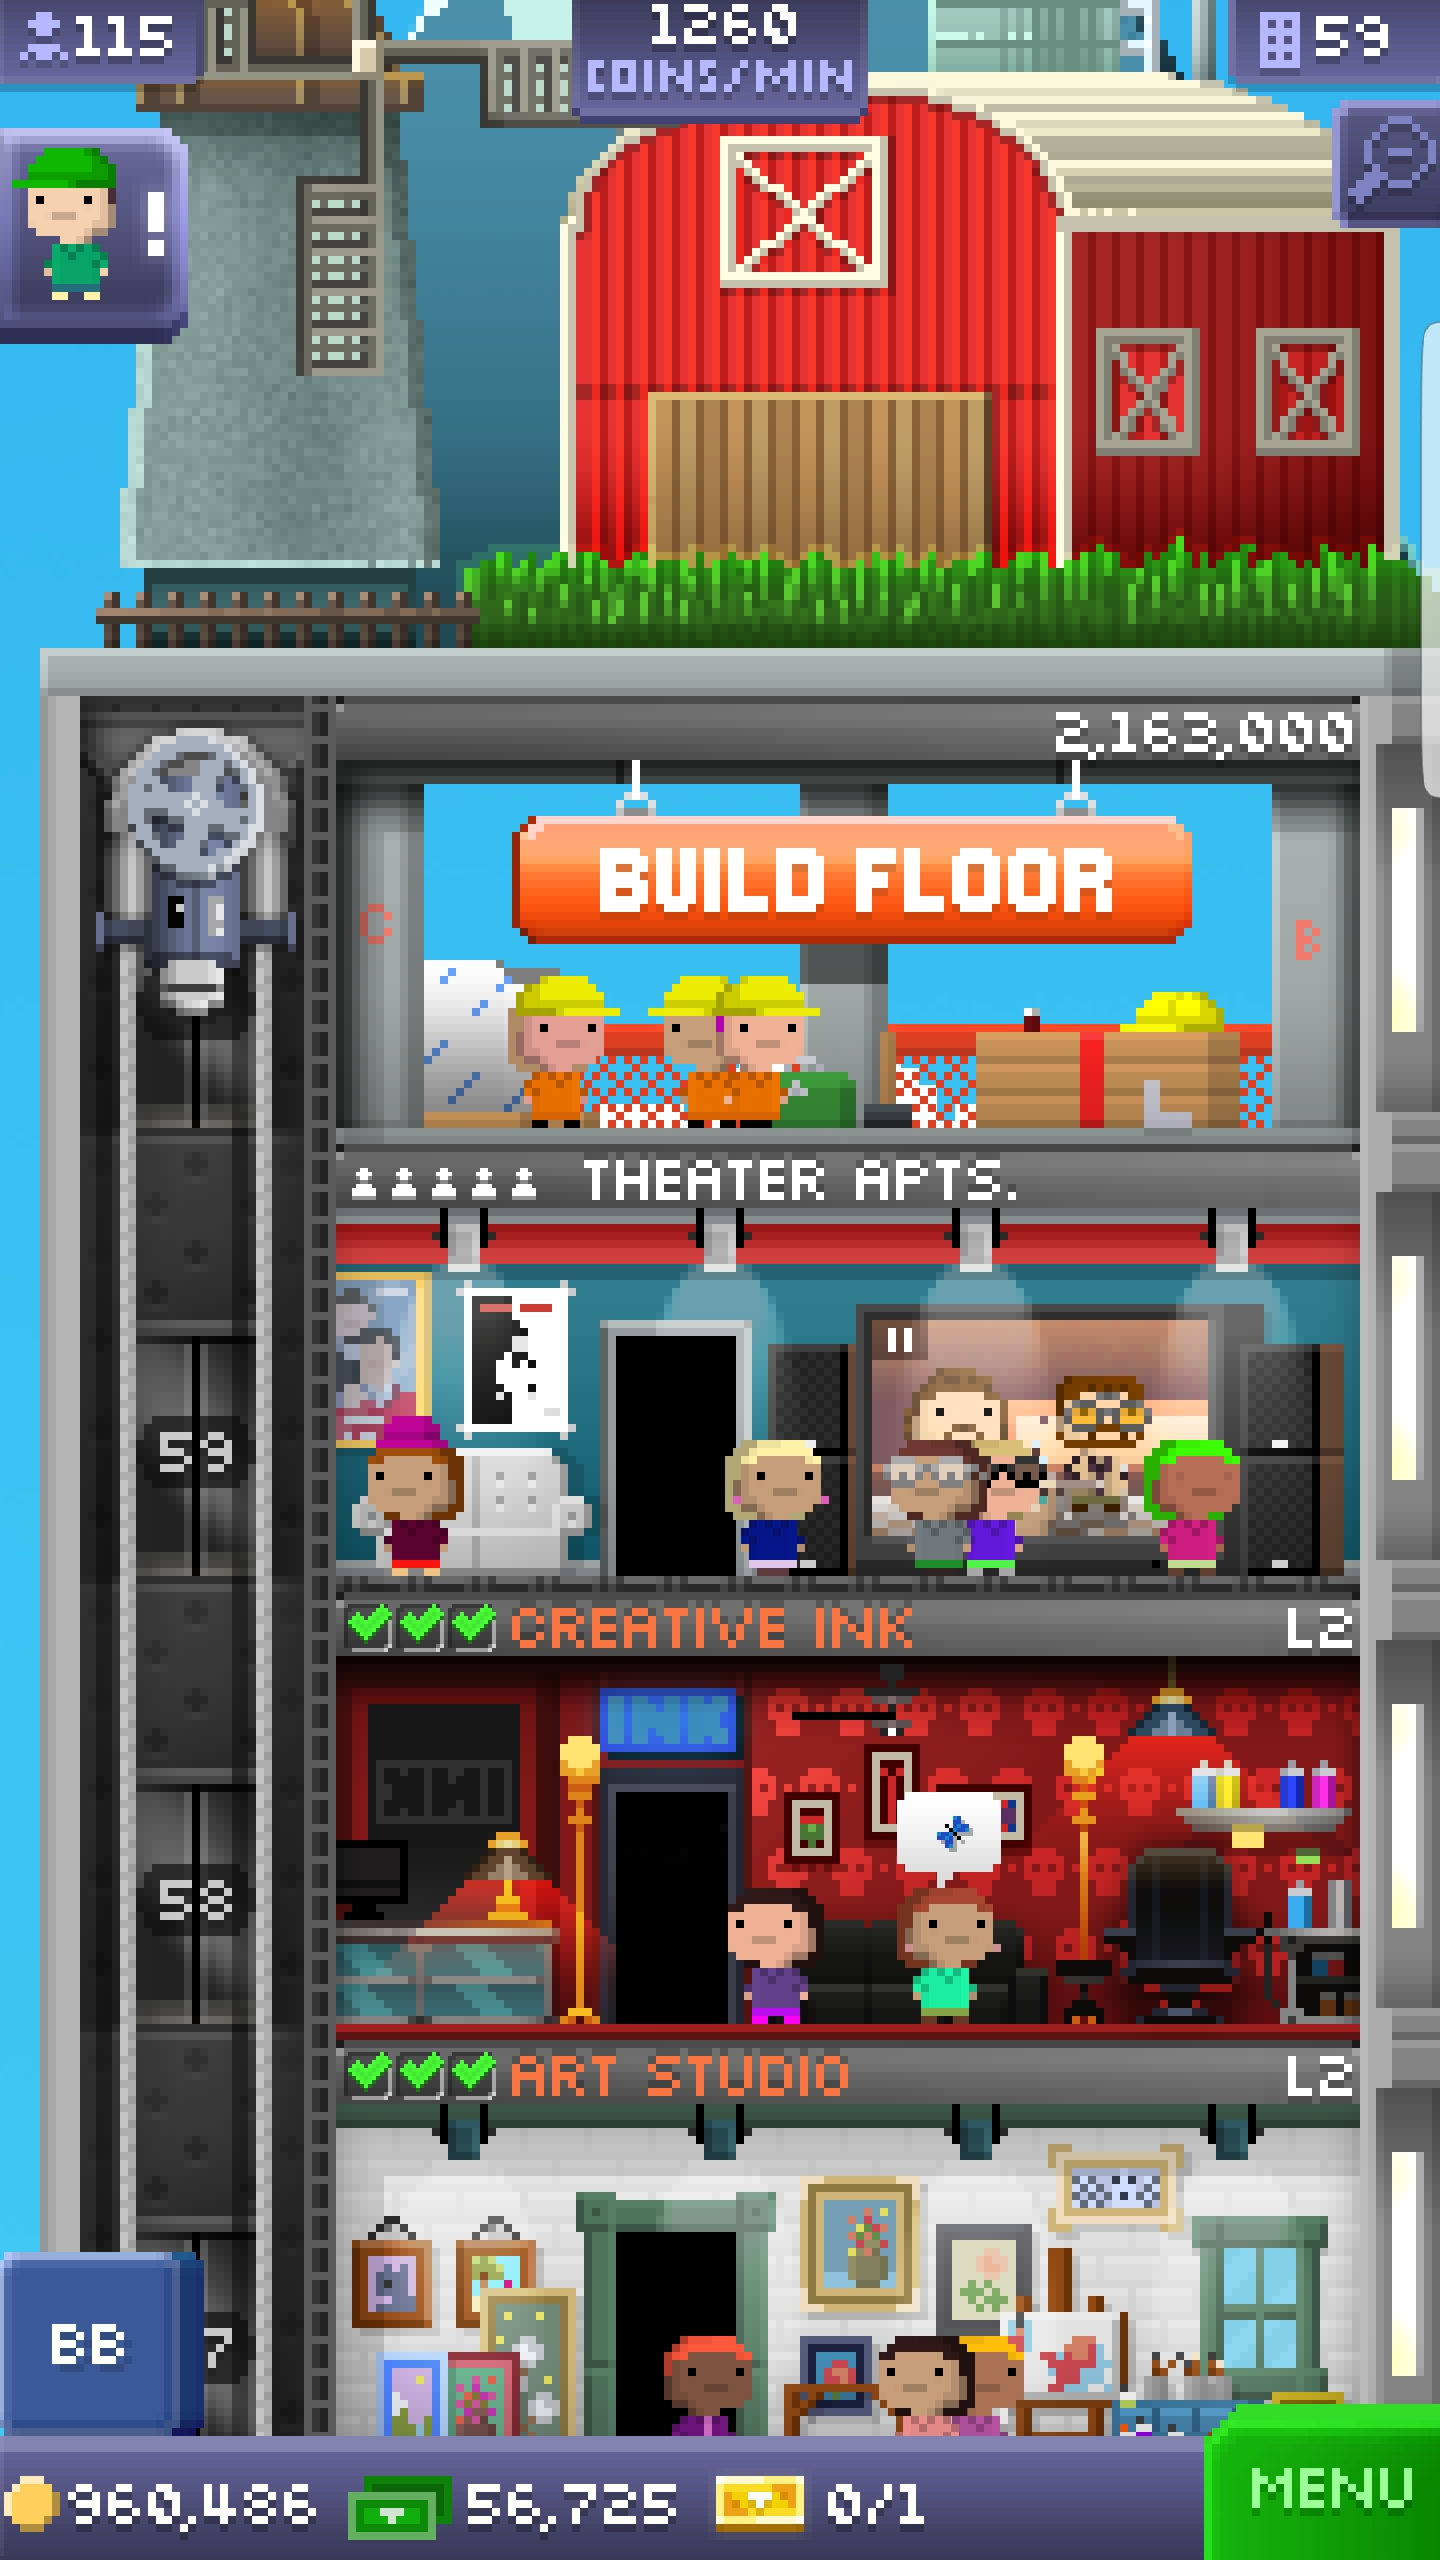 115
1260
COINS/MIN
59
!
2,163,000
BUILD FLOOR
C
B
THEATER APTS.
59
CREATIVE INK L2
INK
58
ART STUDIO L2
7
BB
960,486 56,725 0/1
MENU